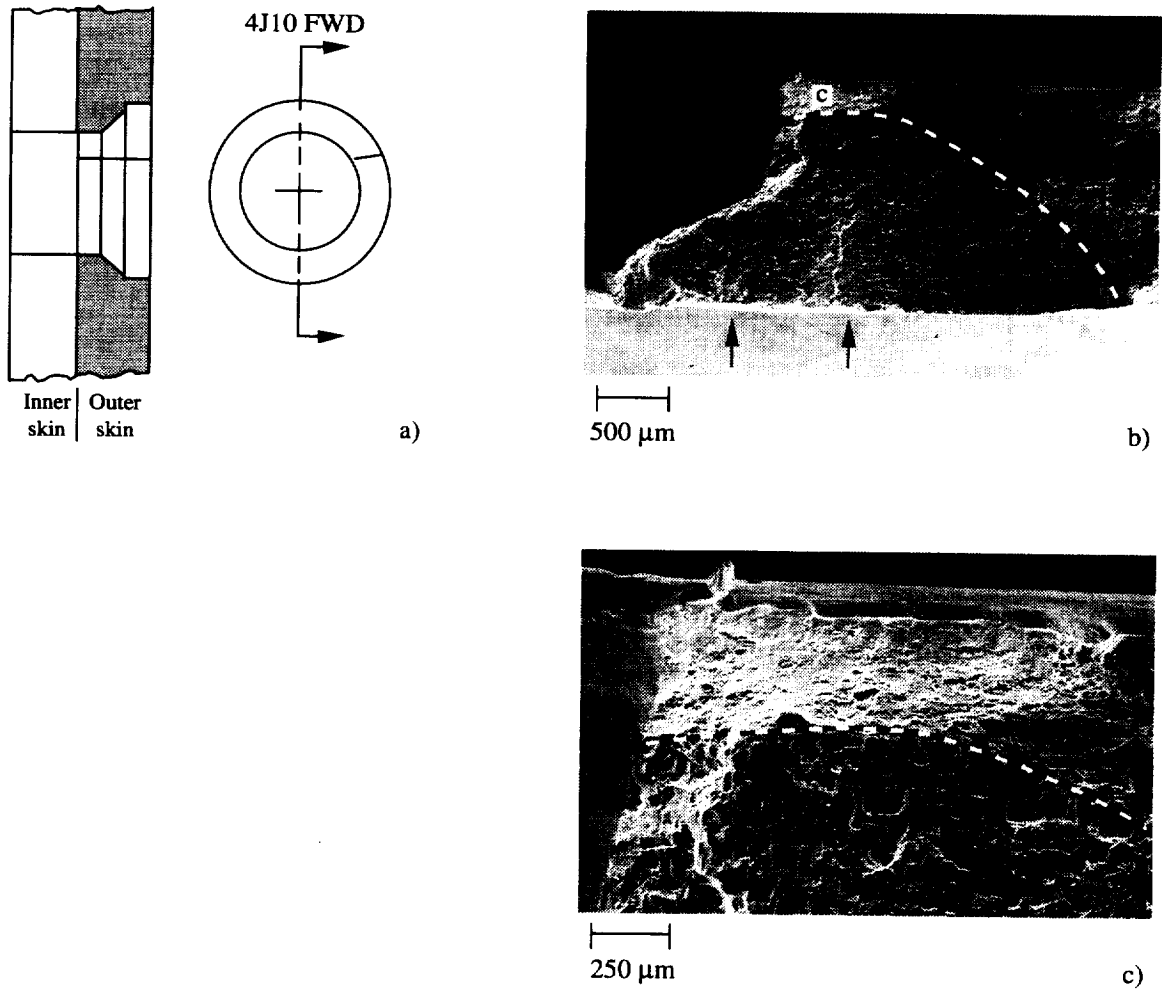 4J10 FWD
Inner skin
Outer skin
a)
c
500 μm
b)
250 μm
c)